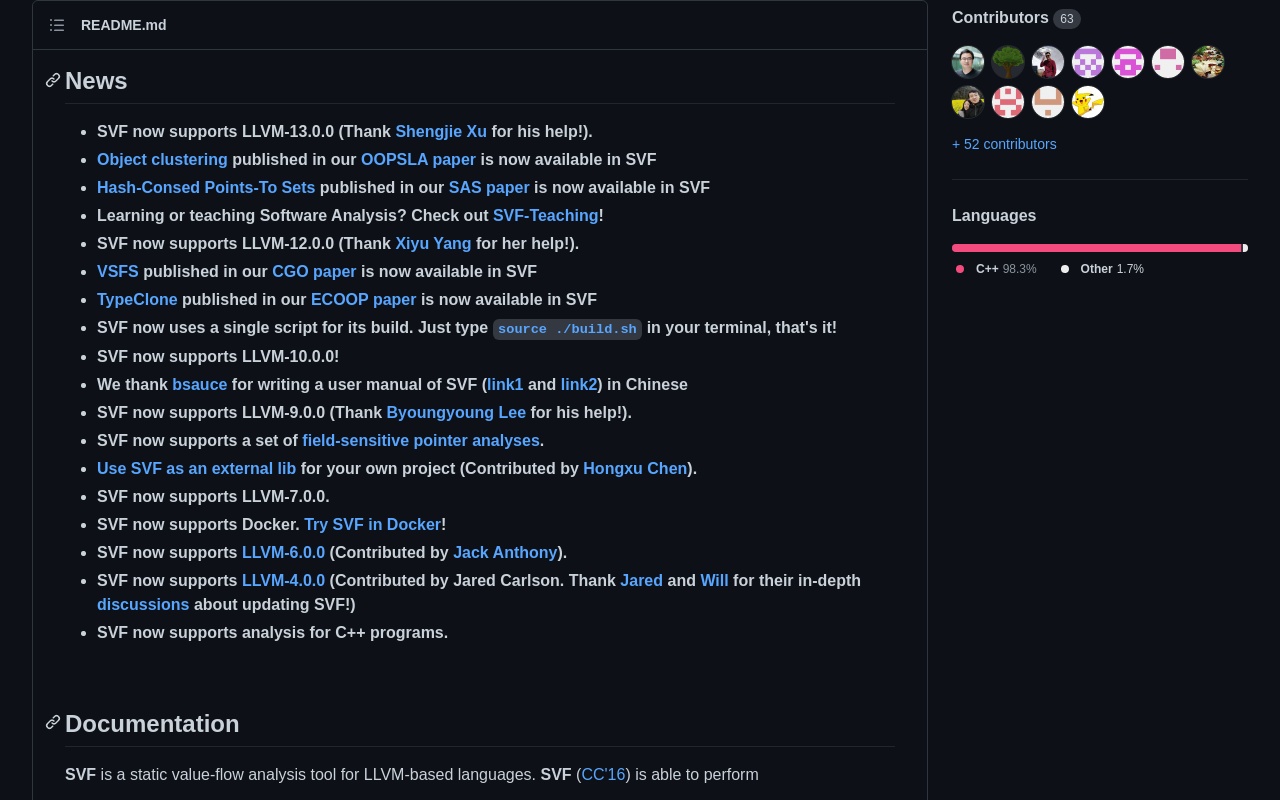 README.md
News
SVF now supports LLVM-13.0.0 (Thank Shengjie Xu for his help!).
Object clustering published in our OOPSLA paper is now available in SVF
Hash-Consed Points-To Sets published in our SAS paper is now available in SVF
Learning or teaching Software Analysis? Check out SVF-Teaching!
SVF now supports LLVM-12.0.0 (Thank Xiyu Yang for her help!).
VSFS published in our CGO paper is now available in SVF
TypeClone published in our ECOOP paper is now available in SVF
SVF now uses a single script for its build. Just type source ./build.sh in your terminal, that's it!
SVF now supports LLVM-10.0.0!
We thank bsauce for writing a user manual of SVF (link1 and link2) in Chinese
SVF now supports LLVM-9.0.0 (Thank Byoungyoung Lee for his help!).
SVF now supports a set of field-sensitive pointer analyses.
Use SVF as an external lib for your own project (Contributed by Hongxu Chen).
SVF now supports LLVM-7.0.0.
SVF now supports Docker. Try SVF in Docker!
SVF now supports LLVM-6.0.0 (Contributed by Jack Anthony).
SVF now supports LLVM-4.0.0 (Contributed by Jared Carlson. Thank Jared and Will for their in-depth
discussions about updating SVF!)
SVF now supports analysis for C++ programs.
Documentation
SVF is a static value-flow analysis tool for LLVM-based languages. SVF (CC'16) is able to perform
Contributors 63
+ 52 contributors
Languages
C++ 98.3% Other 1.7%